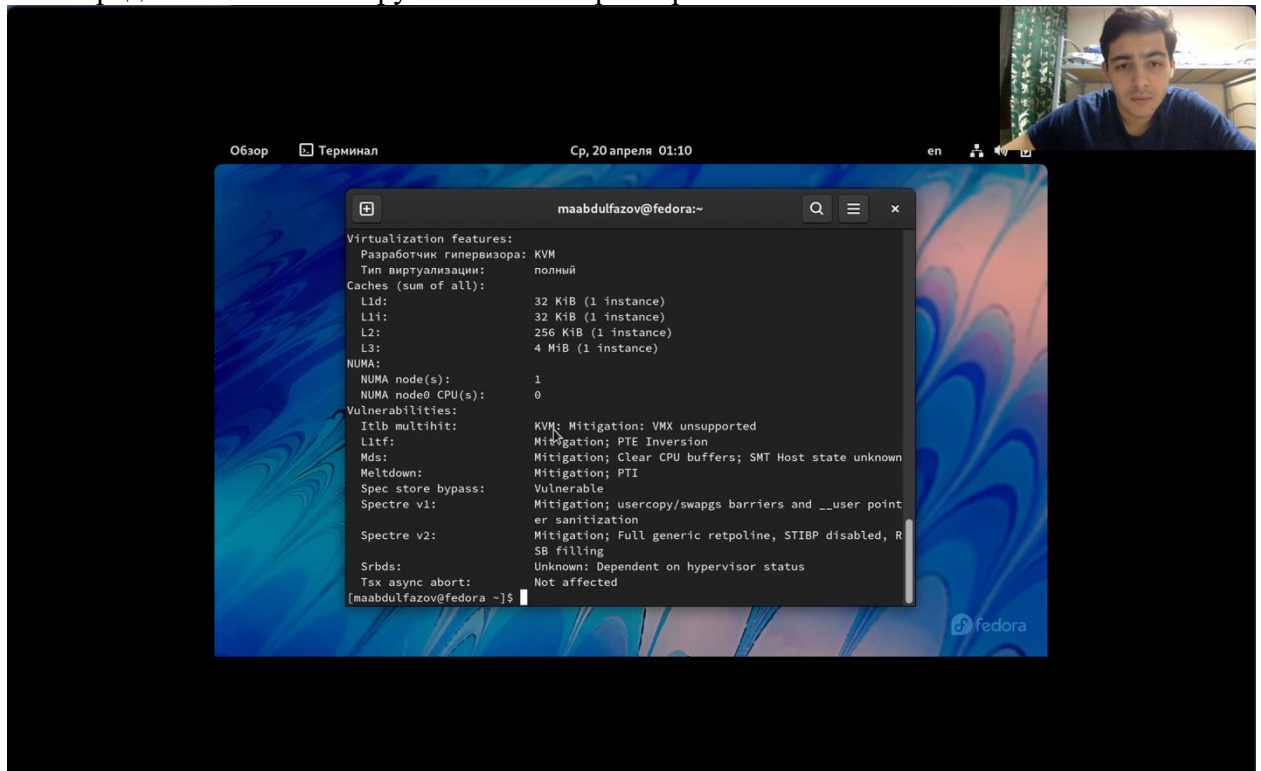 Обзор Терминал Ср, 20 апреля 01:10 en
maabdulfazov@fedora:~
Virtualization features:
Разработчик гипервизора: KVM
Тип виртуализации: полный
Caches (sum of all):
L1d: 32 KiB (1 instance)
L1i: 32 KiB (1 instance)
L2: 256 KiB (1 instance)
L3: 4 MiB (1 instance)
NUMA:
NUMA node(s): 1
NUMA node0 CPU(s): 0
Vulnerabilities:
Itlb multihit: KVM: Mitigation: VMX unsupported
L1tf: Mitigation; PTE Inversion
Mds: Mitigation; Clear CPU buffers; SMT Host state unknown
Meltdown: Mitigation; PTI
Spec store bypass: Vulnerable
Spectre v1: Mitigation; usercopy/swapgs barriers and __user point
er sanitization
Spectre v2: Mitigation; Full generic retpoline, STIBP disabled, R
SB filling
Srbds: Unknown: Dependent on hypervisor status
Tsx async abort: Not affected
[maabdulfazov@fedora ~]$
fedora